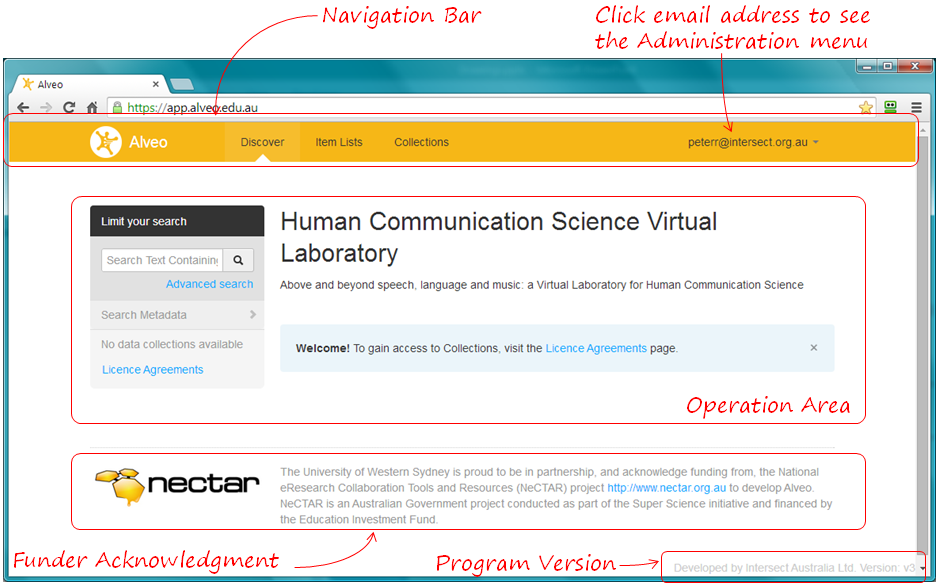 Navigation Bar
Click email address to see
the Administration menu
Alveo
https://app.alveo.edu.au
Alveo
Discover
Item Lists
Collections
peterr@intersect.org.au
Limit your search
Search Text Containing
Advanced search
Search Metadata
No data collections available
Licence Agreements
Human Communication Science Virtual
Laboratory
Above and beyond speech, language and music: a Virtual Laboratory for Human Communication Science
Welcome! To gain access to Collections, visit the Licence Agreements page.
Operation Area
nectar
The University of Western Sydney is proud to be in partnership, and acknowledge funding from, the National
eResearch Collaboration Tools and Resources (NeCTAR) project http://www.nectar.org.au to develop Alveo.
NeCTAR is an Australian Government project conducted as part of the Super Science initiative and financed by
the Education Investment Fund.
Funder Acknowledgment
Program Version
Developed by Intersect Australia Ltd. Version: v3.